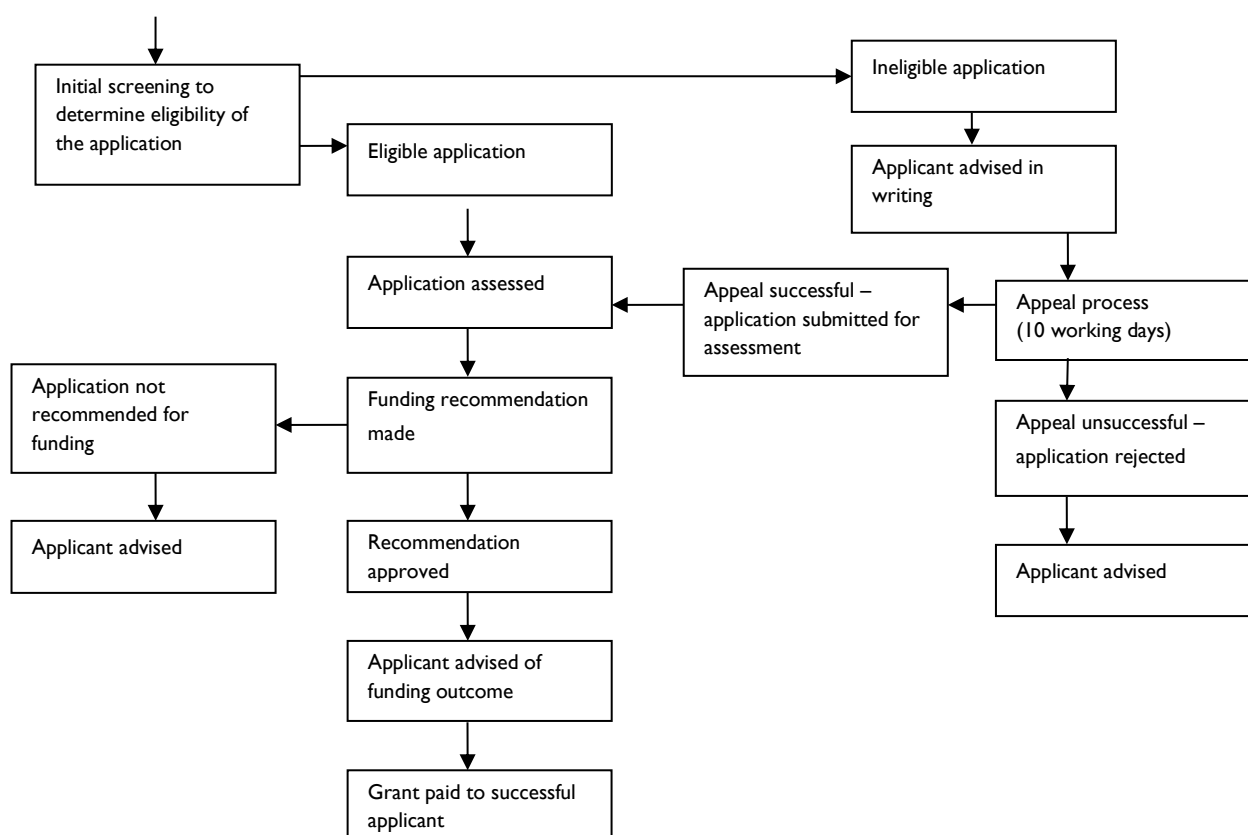 Initial screening to
determine eligibility of
the application
Ineligible application
Eligible application
Applicant advised in
writing
Application assessed
Appeal successful –
application submitted for
assessment
Appeal process
(10 working days)
Application not
recommended for
funding
Funding recommendation
made
Appeal unsuccessful –
application rejected
Applicant advised
Recommendation
approved
Applicant advised
Applicant advised of
funding outcome
Grant paid to successful
applicant